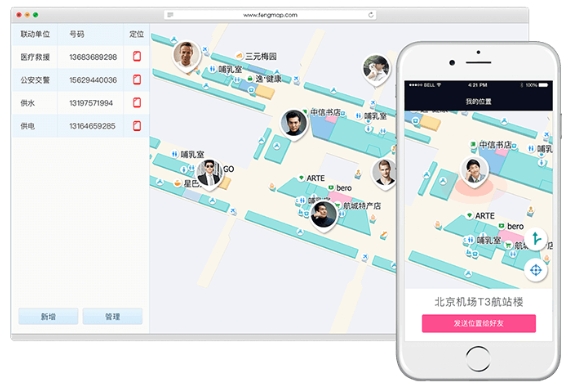 www.fengmap.com
联动单位 号码 定位
医疗救援 13683689298
公安交警 15629440036
供水 13197571994
供电 13164659285
新增 管理
三元梅园
哺乳室
逸·健康
中信书店
哺乳室
哺乳室
GO
星巴
ARTE
bero
哺乳
航城特产店
BELL 4:21 PM 100%
我的位置
中信书店
哺乳室
ARTE
bero
哺乳室
航城
北京机场T3航站楼
发送位置给好友